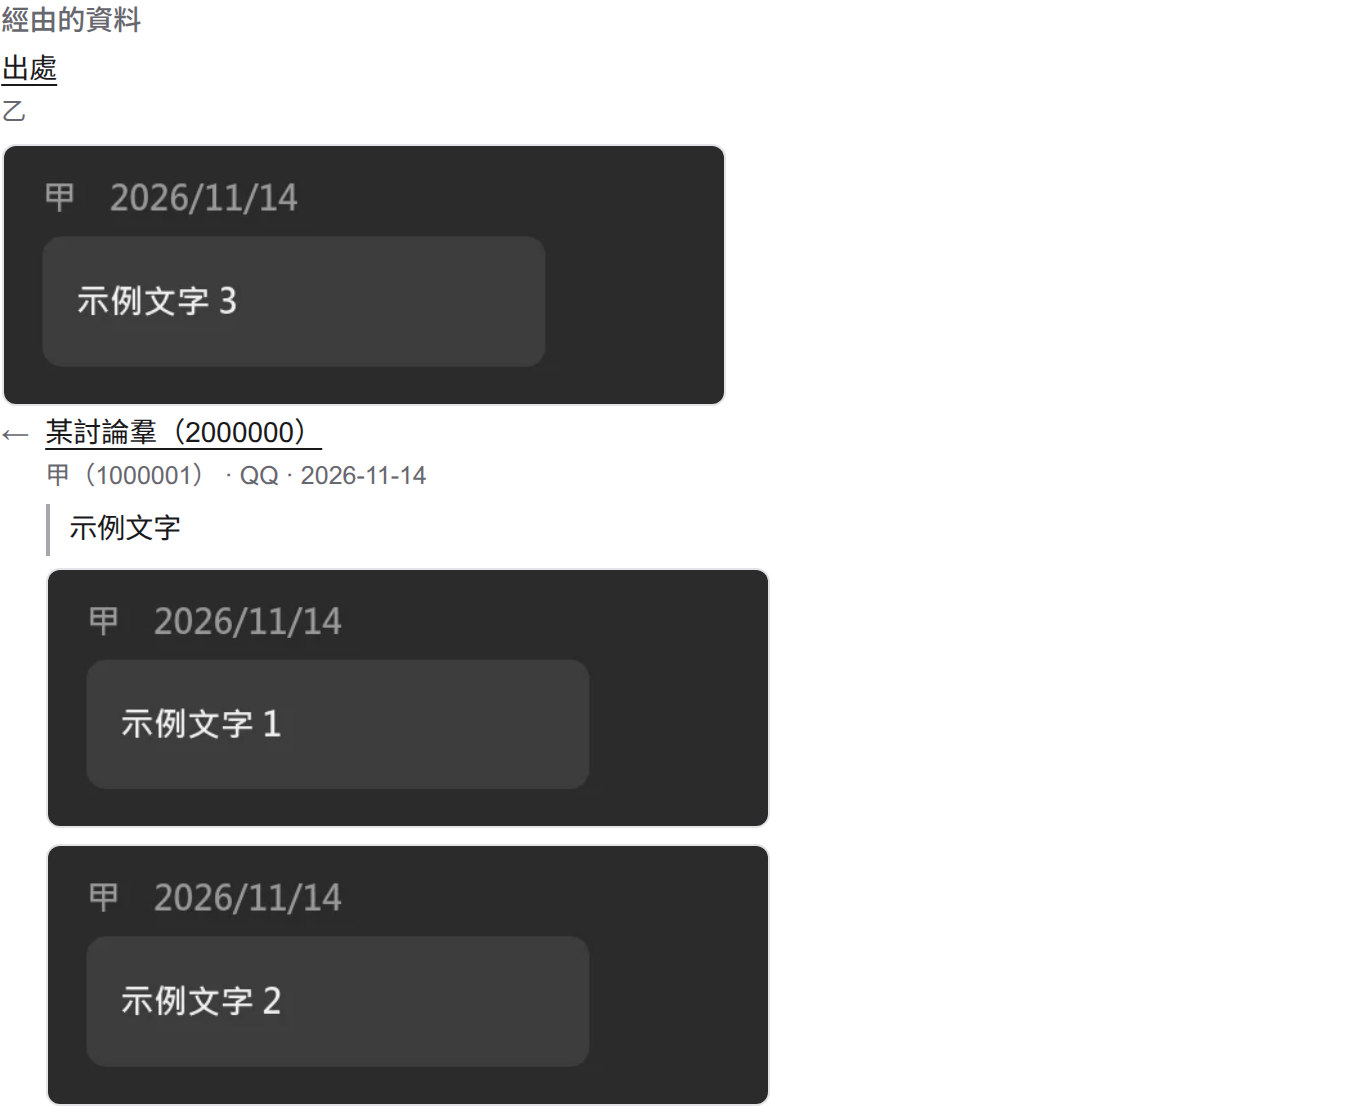 經由的資料
出處
乙
甲 2026/11/14
示例文字 3
← 某討論羣（2000000）
甲（1000001） · QQ · 2026-11-14
示例文字
甲 2026/11/14
示例文字 1
甲 2026/11/14
示例文字 2